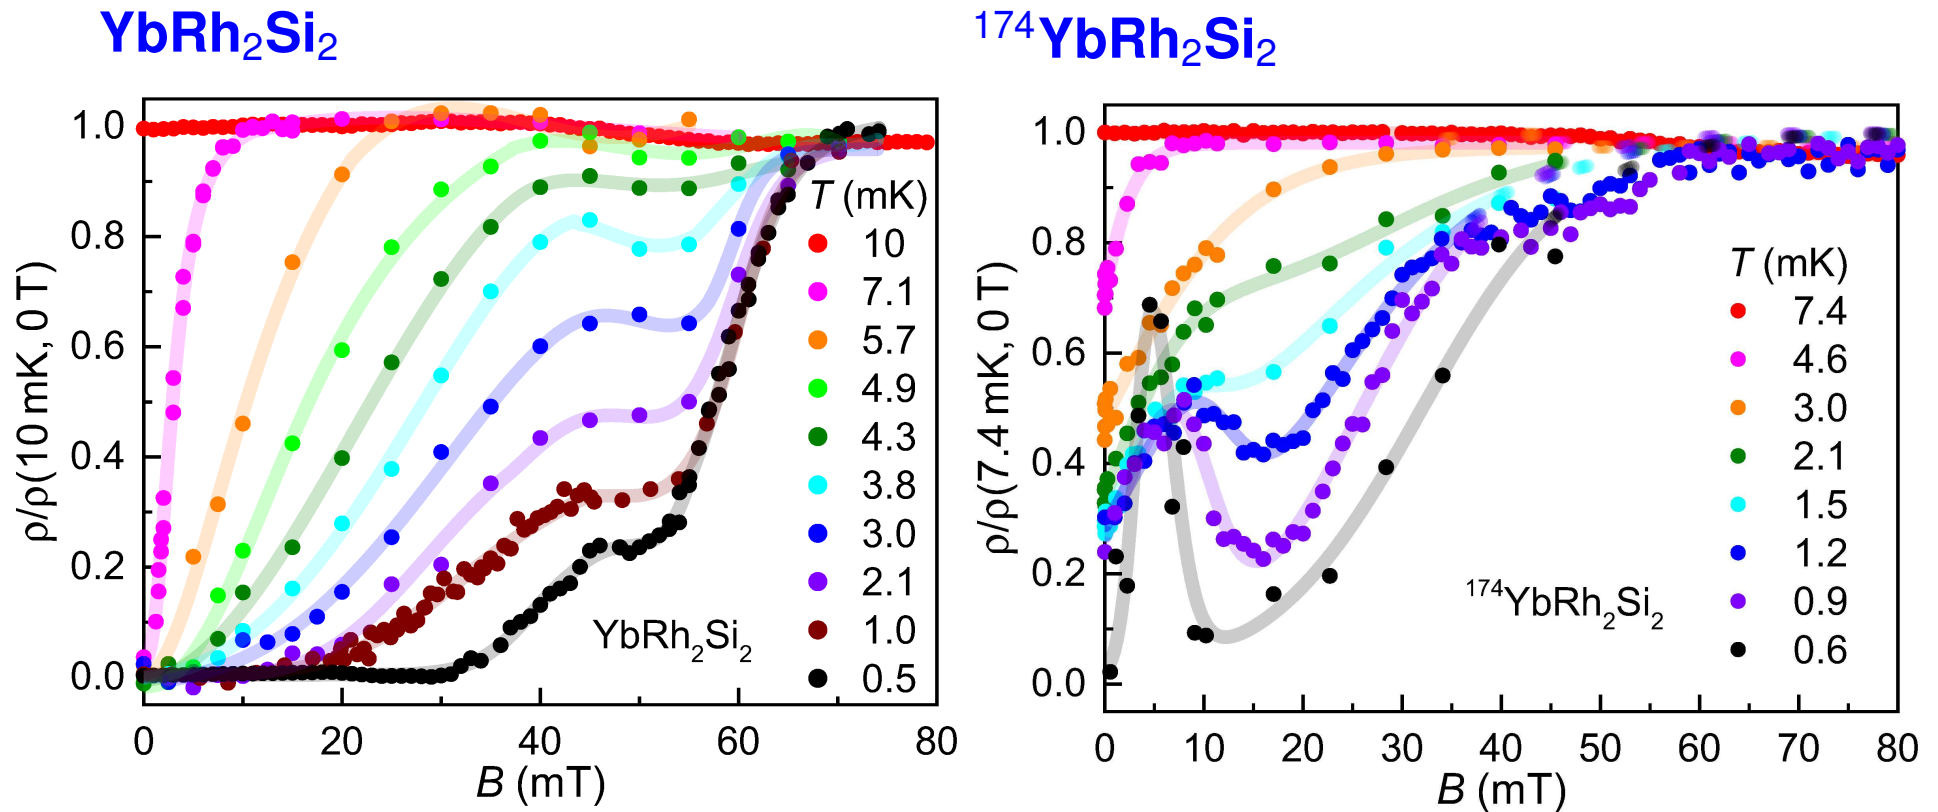 YbRh₂Si₂
1.0
0.8
0.6
0.4
0.2
0.0
ρ/ρ(10 mK, 0 T)
0 20 40 60 80
B (mT)
T (mK)
10
7.1
5.7
4.9
4.3
3.8
3.0
2.1
1.0
0.5
YbRh₂Si₂
¹⁷⁴YbRh₂Si₂
1.0
0.8
0.6
0.4
0.2
0.0
ρ/ρ(7.4 mK, 0 T)
0 10 20 30 40 50 60 70 80
B (mT)
T (mK)
7.4
4.6
3.0
2.1
1.5
1.2
0.9
0.6
¹⁷⁴YbRh₂Si₂